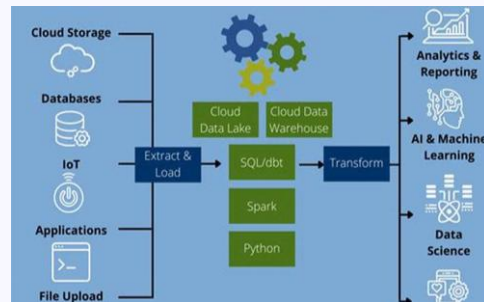 Cloud Storage
Databases
IoT
Applications
File Upload
Extract &
Load
Cloud
Data Lake
Cloud Data
Warehouse
SQL/dbt
Spark
Python
Transform
Analytics &
Reporting
AI & Machine
Learning
Data
Science